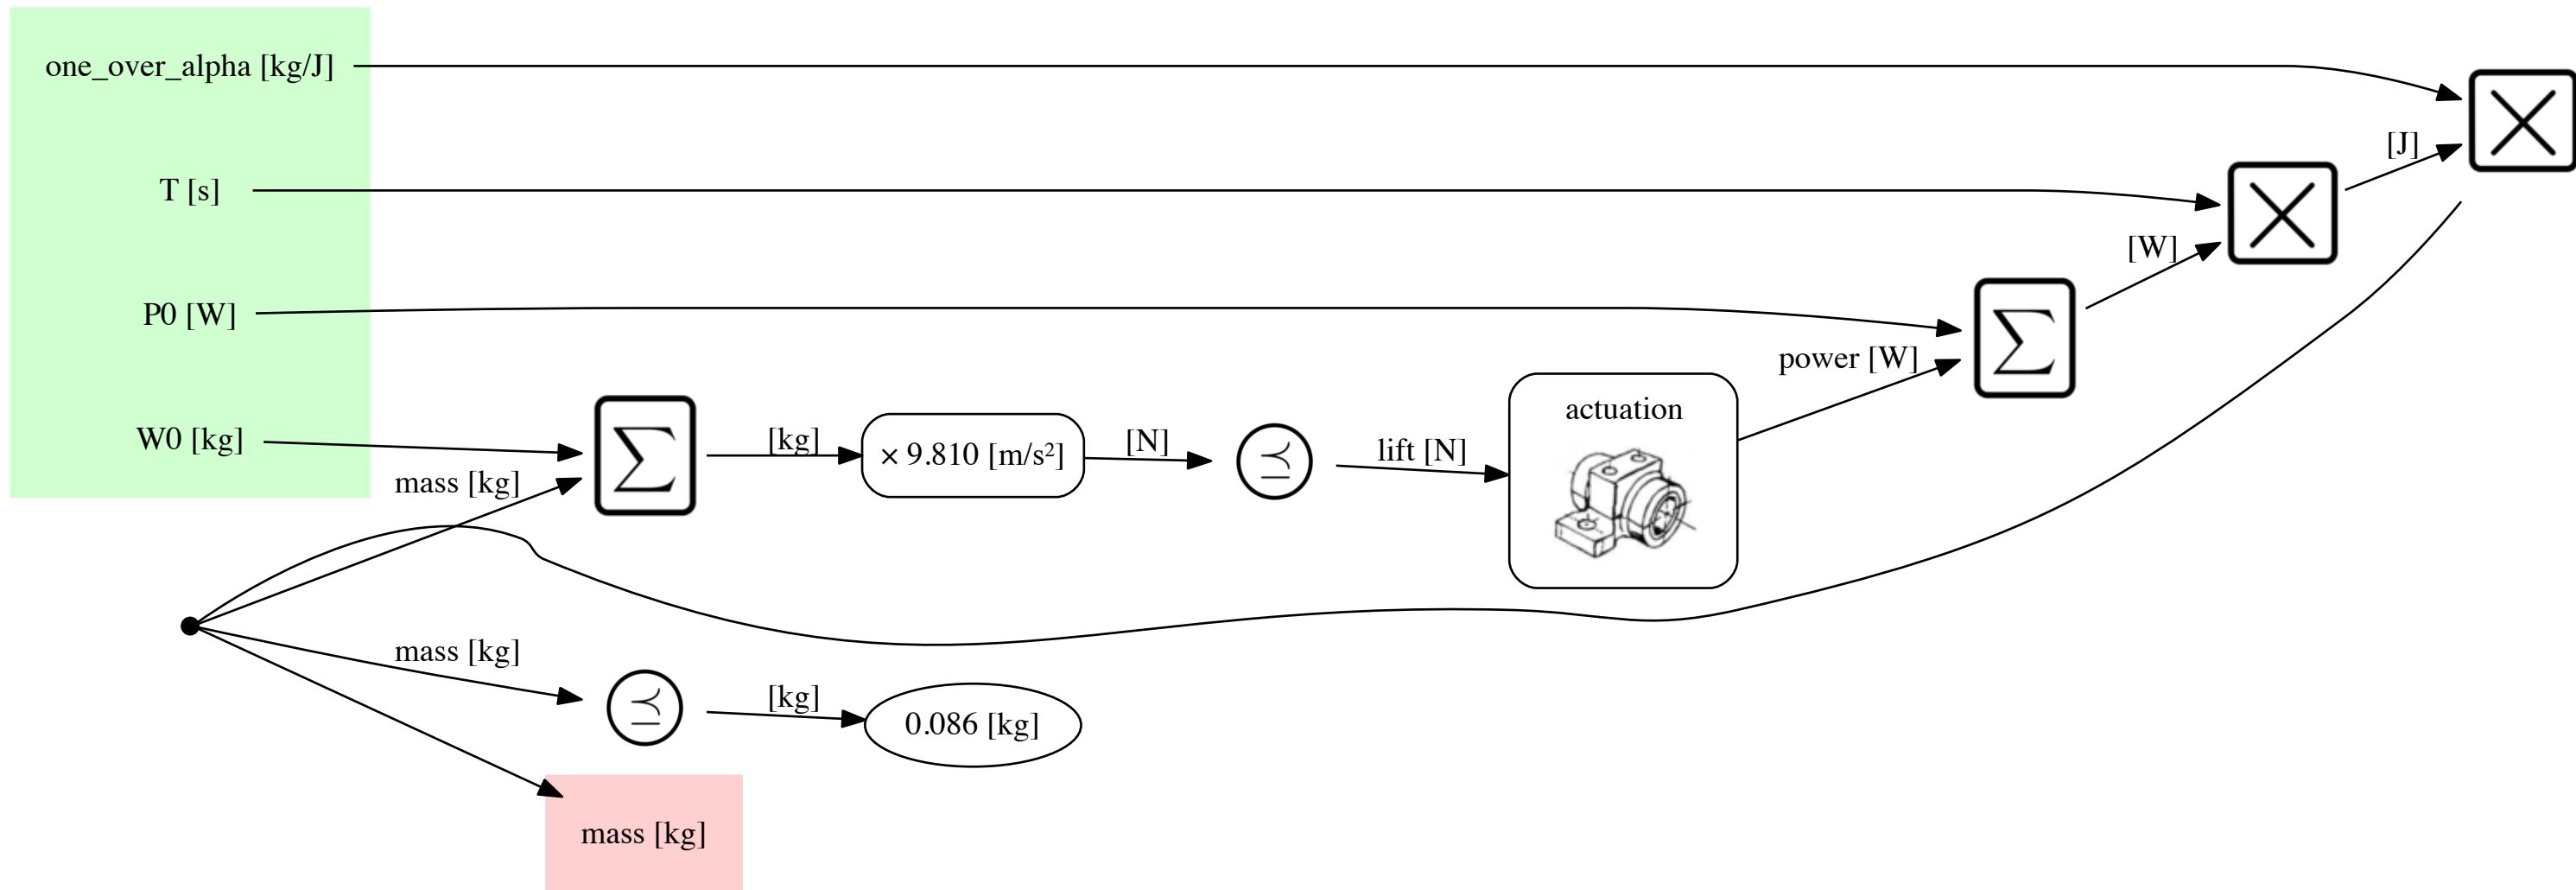 one_over_alpha [kg/J]
T [s]
[J]
[W]
P0 [W]
power [W]
actuation
W0 [kg]
mass [kg]
∑
[kg]
× 9.810 [m/s²]
[N]
≼
lift [N]
∑
×
×
mass [kg]
≼
[kg]
0.086 [kg]
mass [kg]